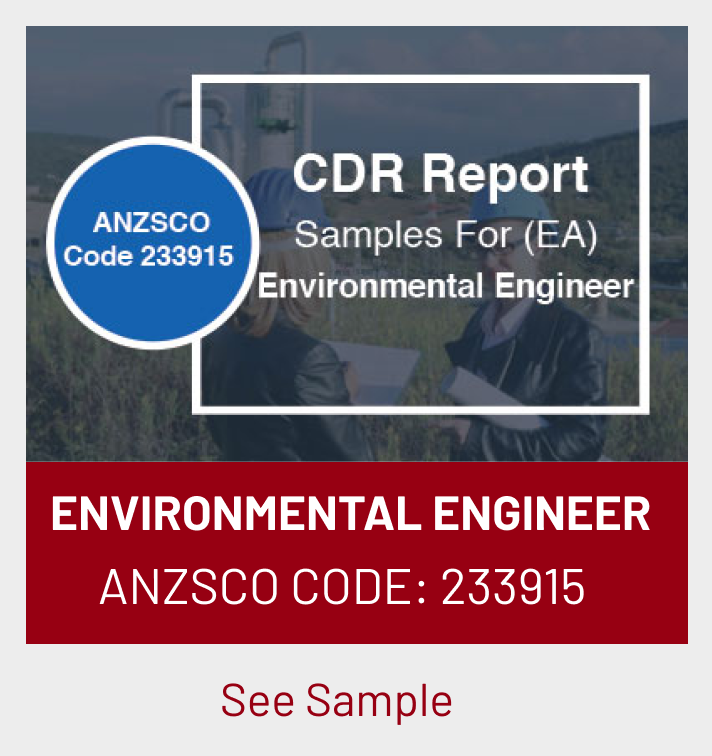 ANZSCO
Code 233915
CDR Report
Samples For (EA)
Environmental Engineer
ENVIRONMENTAL ENGINEER
ANZSCO CODE: 233915
See Sample